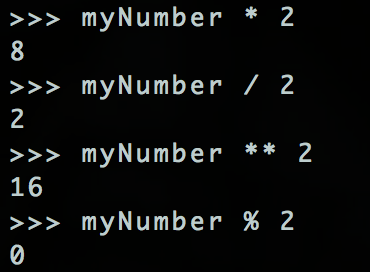 >>> myNumber * 2
8
>>> myNumber / 2
2
>>> myNumber ** 2
16
>>> myNumber % 2
0